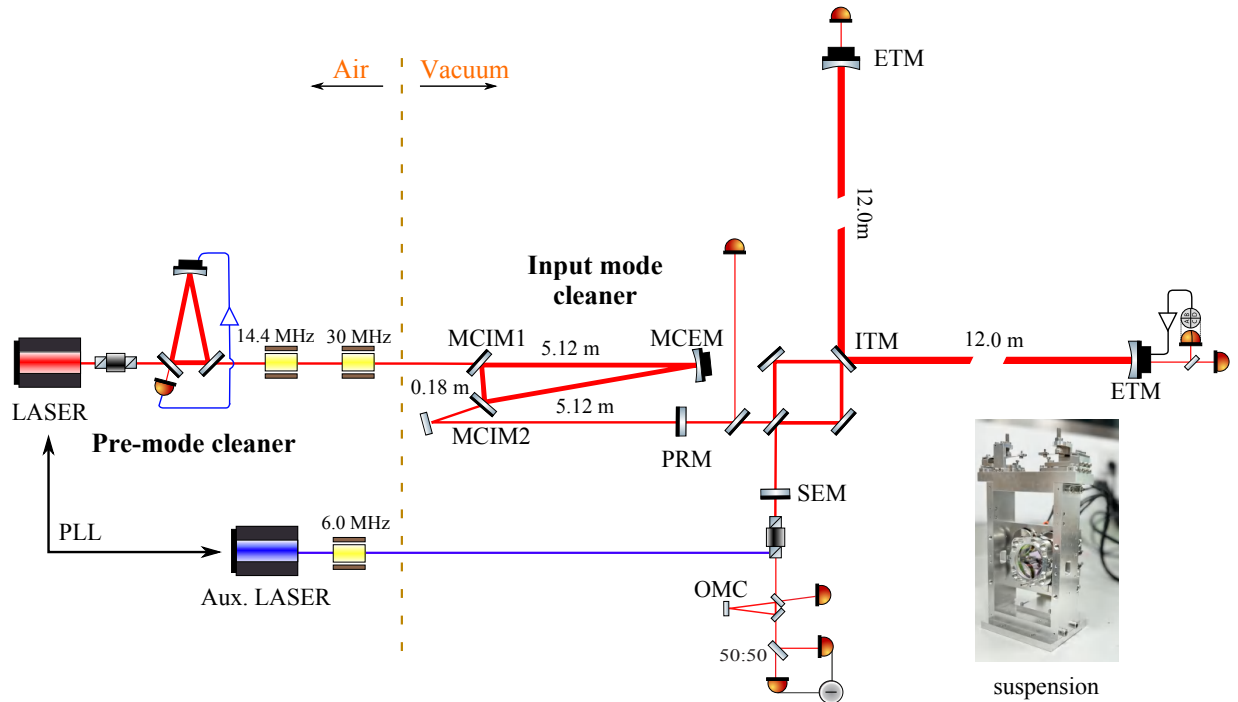 Air
Vacuum
ETM
12.0m
Input mode
cleaner
14.4 MHz
30 MHz
MCIM1
5.12 m
MCEM
ITM
12.0 m
A B
C D
ETM
LASER
0.18 m
5.12 m
Pre-mode cleaner
MCIM2
PRM
SEM
PLL
6.0 MHz
Aux. LASER
OMC
50:50
−
suspension